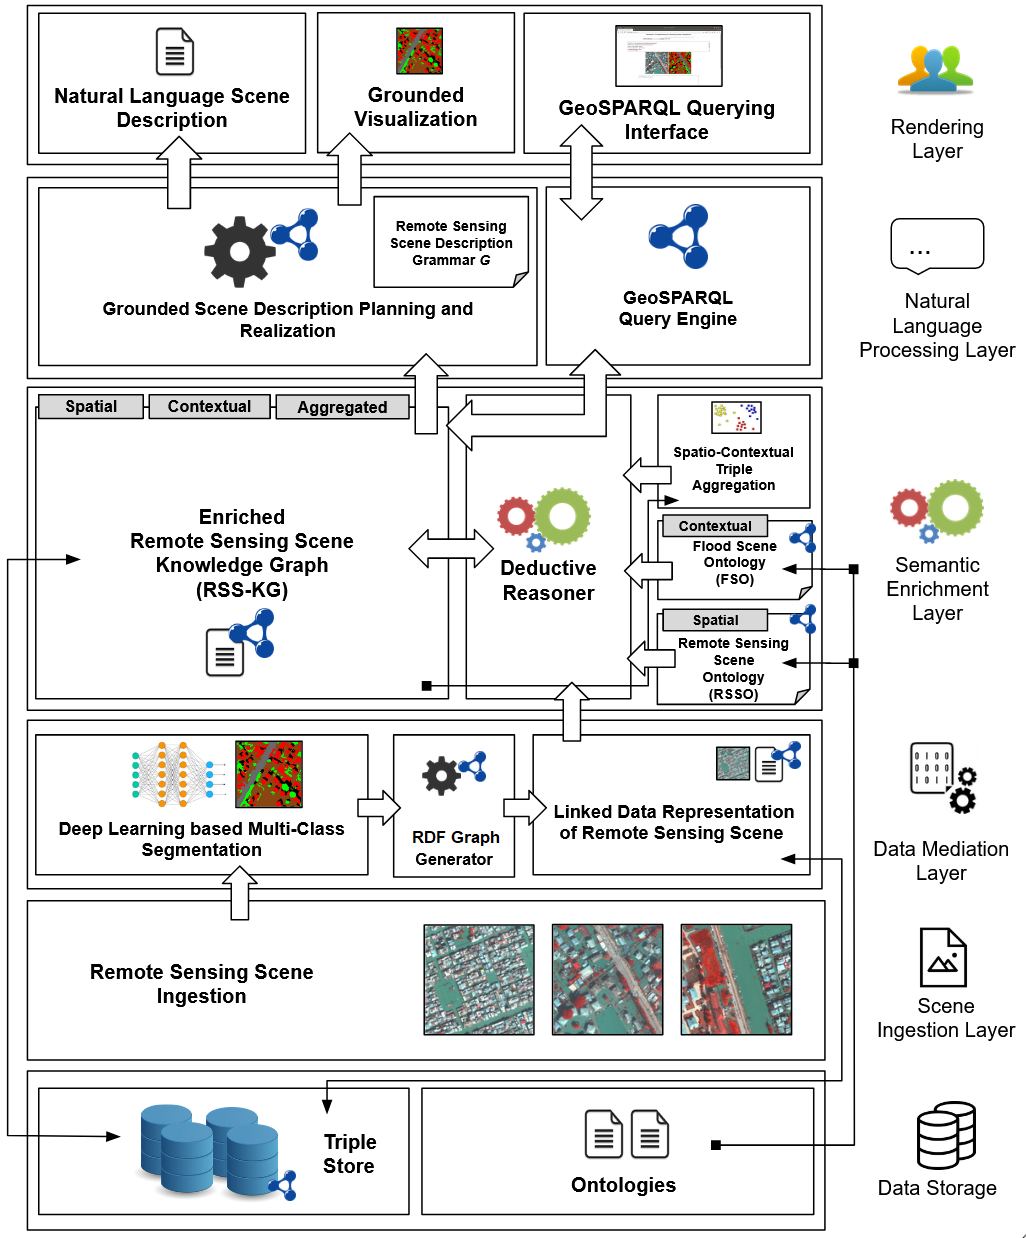 Natural Language Scene
Description
Grounded
Visualization
GeoSPARQL Querying
Interface
Rendering
Layer
Remote Sensing
Scene Description
Grammar G
Grounded Scene Description Planning and
Realization
GeoSPARQL
Query Engine
...
Natural
Language
Processing Layer
Spatial
Contextual
Aggregated
Enriched
Remote Sensing Scene
Knowledge Graph
(RSS-KG)
Deductive
Reasoner
Spatio-Contextual
Triple
Aggregation
Contextual
Flood Scene
Ontology
(FSO)
Spatial
Remote Sensing
Scene
Ontology
(RSSO)
Semantic
Enrichment
Layer
Deep Learning based Multi-Class
Segmentation
RDF Graph
Generator
Linked Data Representation
of Remote Sensing Scene
Data Mediation
Layer
Remote Sensing Scene
Ingestion
Scene
Ingestion Layer
Triple
Store
Ontologies
Data Storage